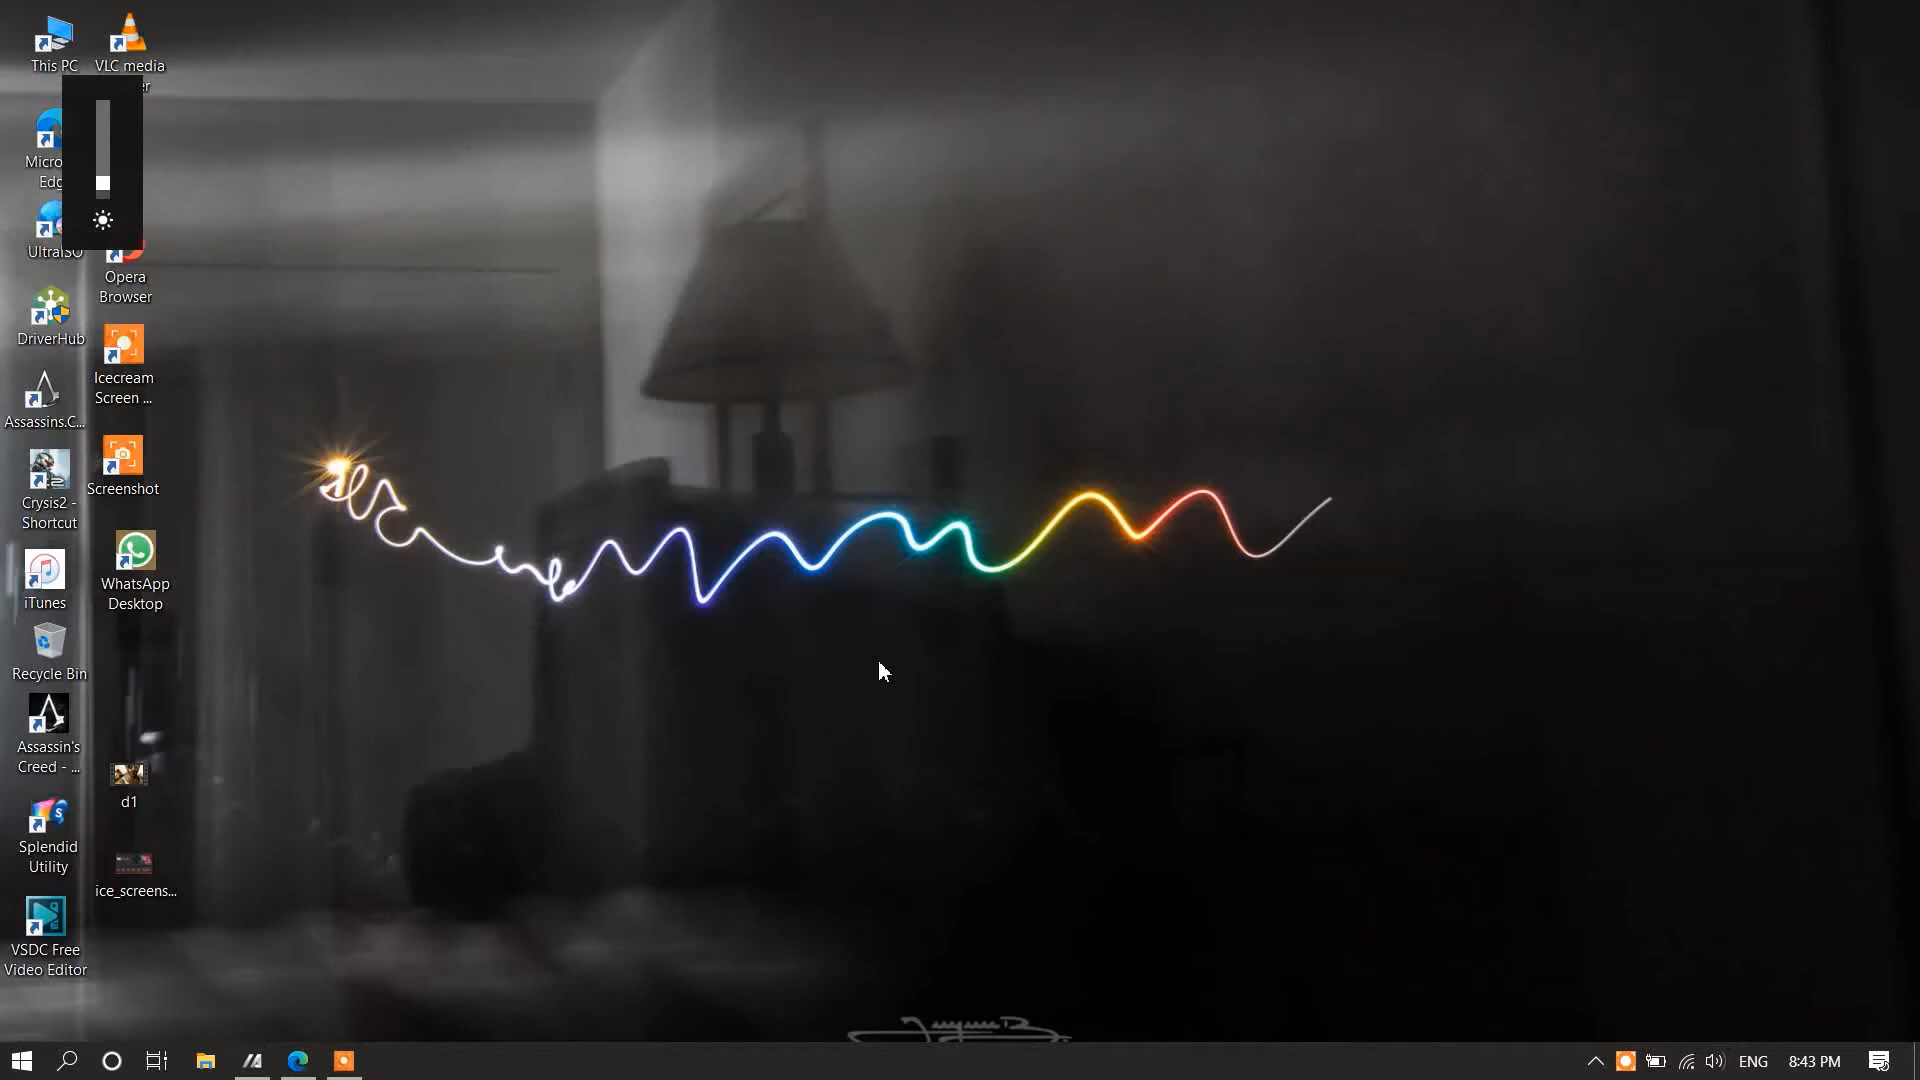 This PC
VLC media
er
Micro
Edg
UltraISO
Opera
Browser
DriverHub
Icecream
Screen ...
Assassins.C...
Screenshot
Crysis2 -
Shortcut
WhatsApp
Desktop
iTunes
Recycle Bin
Assassin's
Creed - ...
d1
Splendid
Utility
ice_screens...
VSDC Free
Video Editor
ENG
8:43 PM